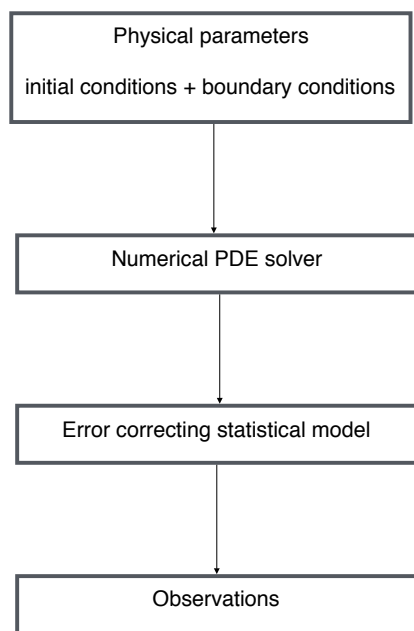 Physical parameters
initial conditions + boundary conditions
Numerical PDE solver
Error correcting statistical model
Observations